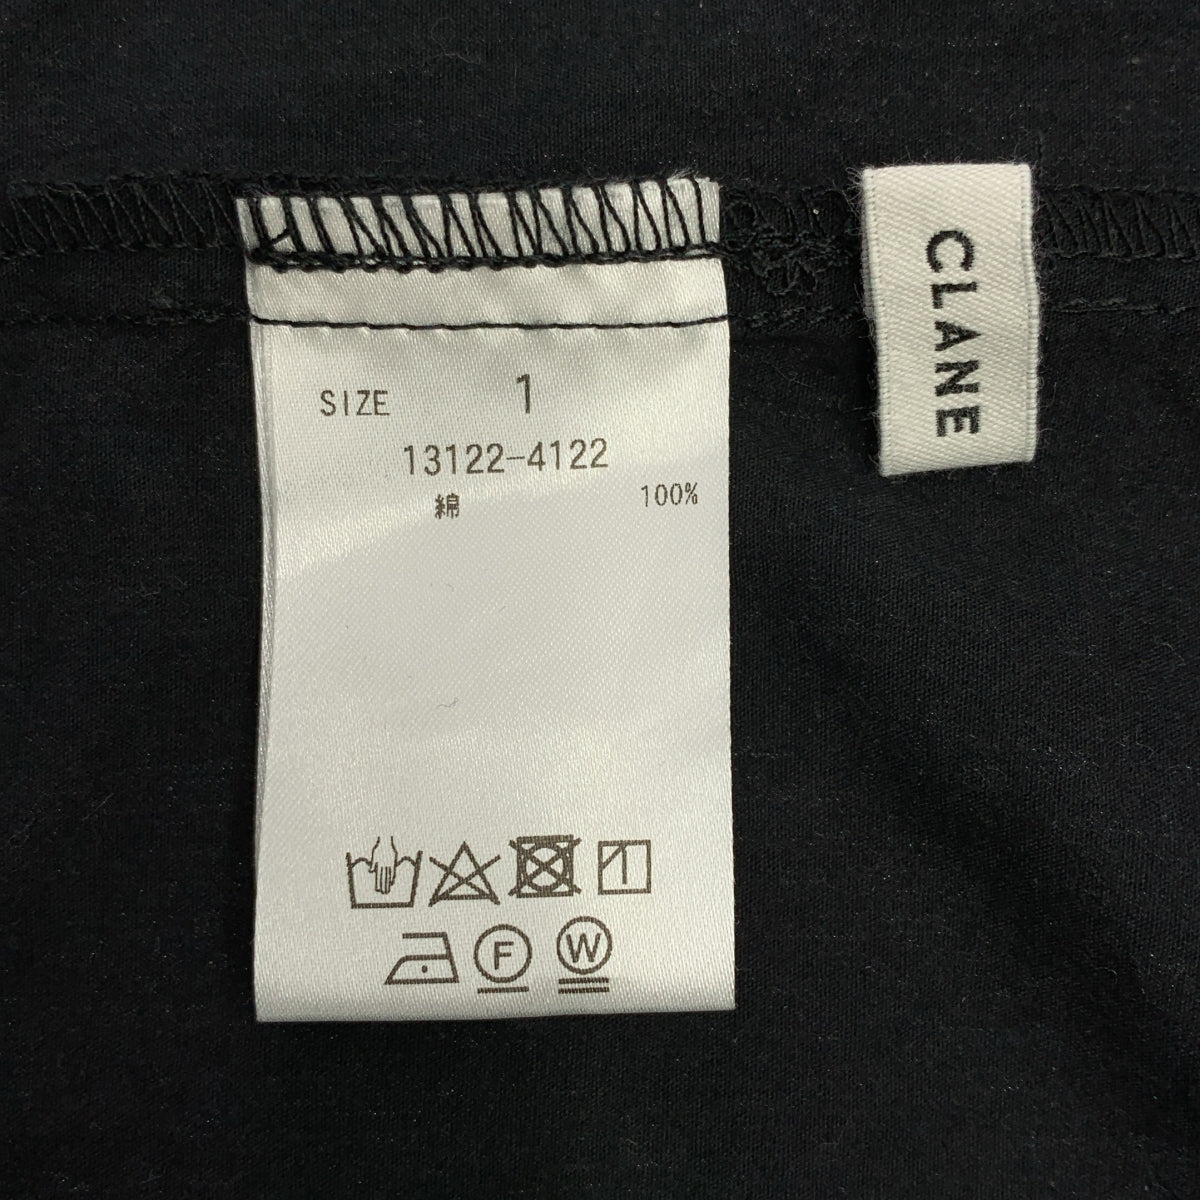 SIZE 1
13122-4122
綿 100%
F W
CLANE